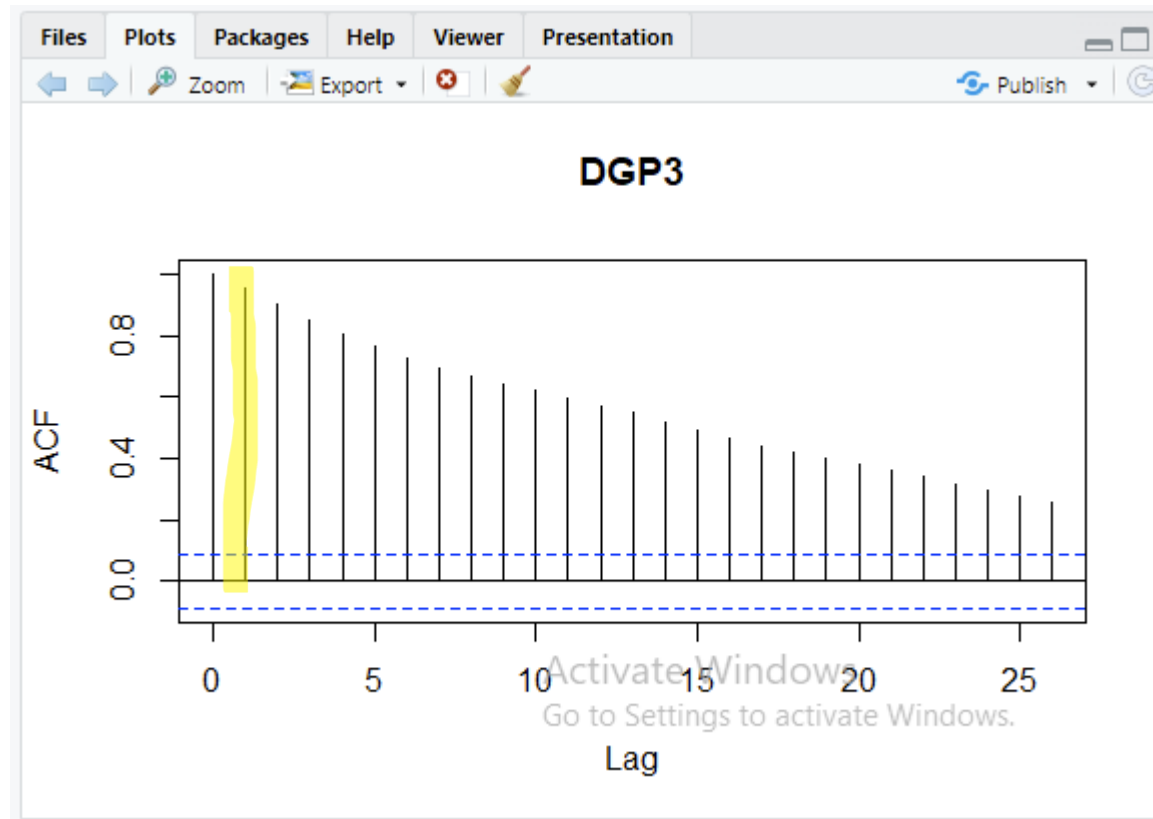 Files Plots Packages Help Viewer Presentation
Zoom Export Publish
DGP3
ACF
0.8
0.4
0.0
0 5 10 15 20 25
Activate Windows
Go to Settings to activate Windows.
Lag